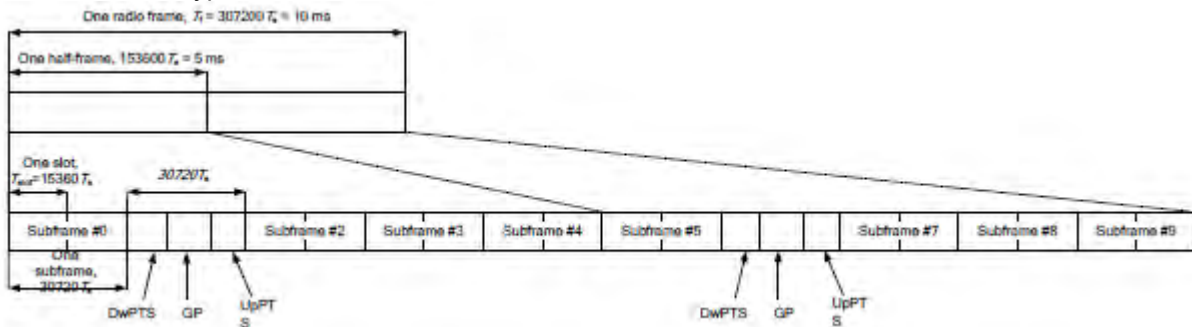 One radio frame, Tf = 307200 Ts = 10 ms
One half-frame, 153600 Ts = 5 ms
One slot,
Tslot=15360 Ts
30720Ts
Subframe #0
Subframe #2
Subframe #3
Subframe #4
Subframe #5
Subframe #7
Subframe #8
Subframe #9
One
subframe,
30720 Ts
DwPTS
GP
UpPT
S
DwPTS
GP
UpPT
S